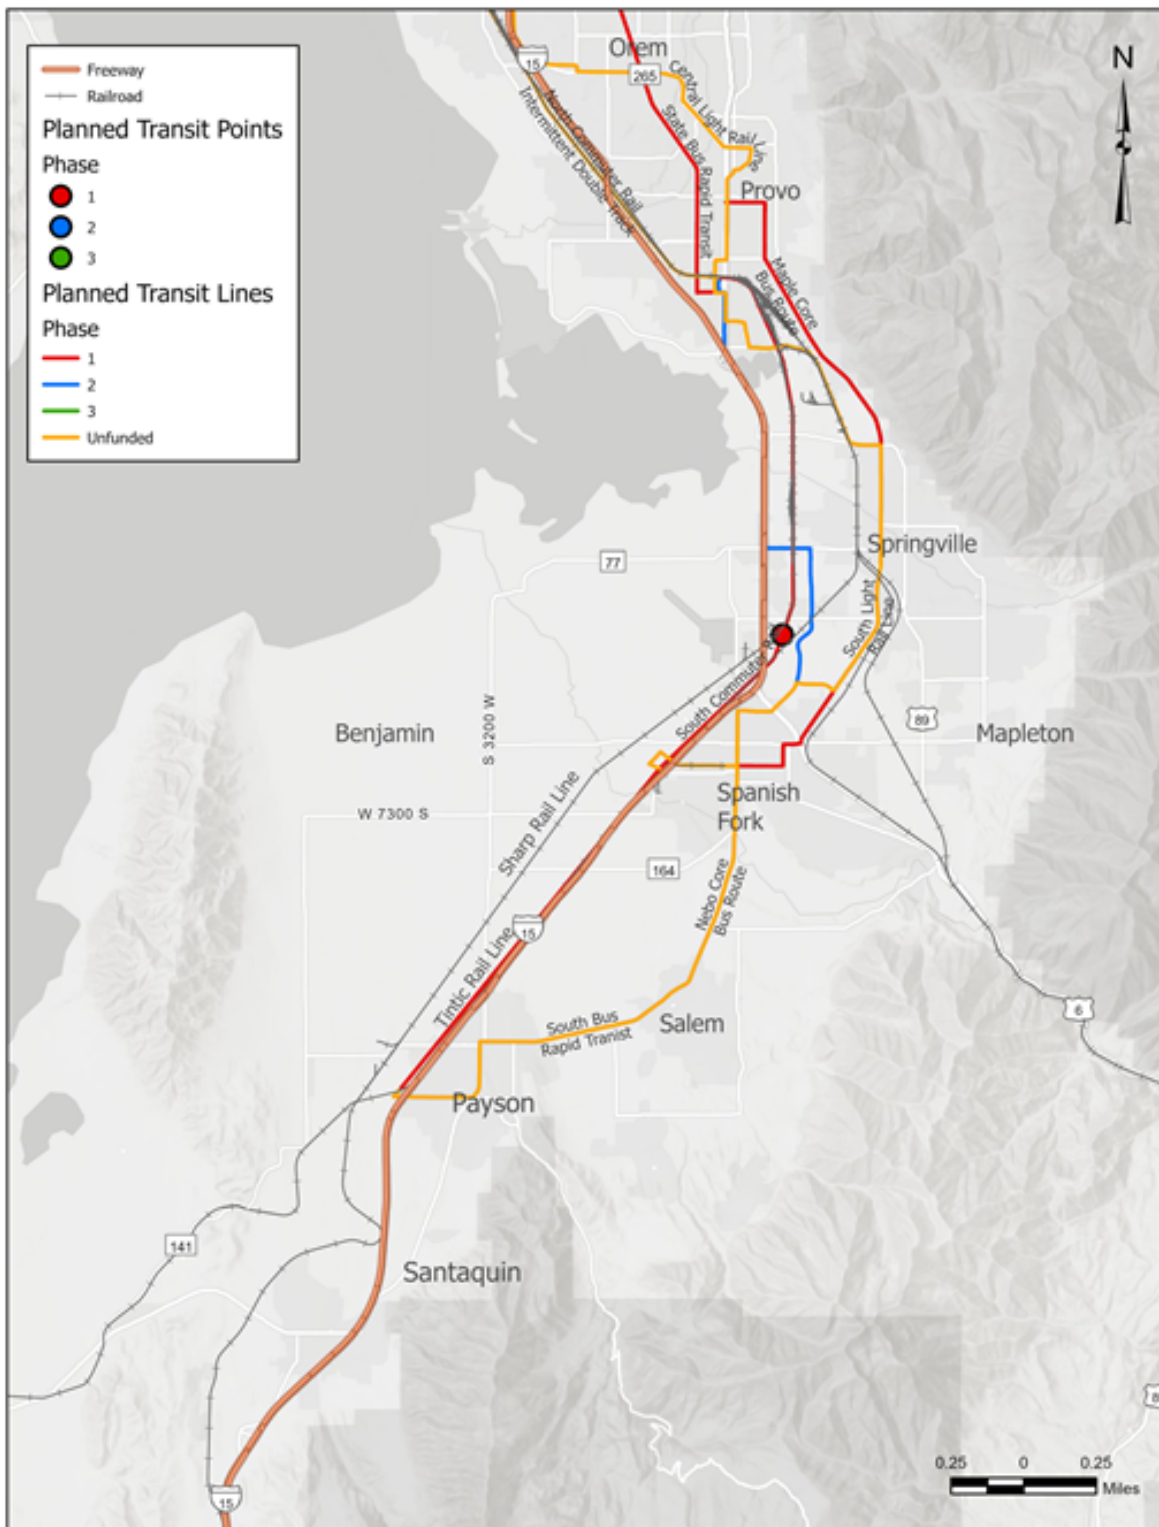 Freeway
Railroad
Planned Transit Points
Phase
1
2
3
Planned Transit Lines
Phase
1
2
3
Unfunded
N
Orem
15
265
Central Light Rail Line
North Commuter Rail
Intermittent Double Track
State Bus Rapid Transit
Provo
Maple Core
Bus Route
Springville
77
South Light
Rail Line
South Commuter Rail
Benjamin
S 3200 W
89
Mapleton
Sharp Rail Line
Spanish
Fork
W 7300 S
164
Nebo Core
Bus Route
15
Tintic Rail Line
6
South Bus
Rapid Tranist
Salem
Payson
141
Santaquin
8
0.25
0
0.25
Miles
15